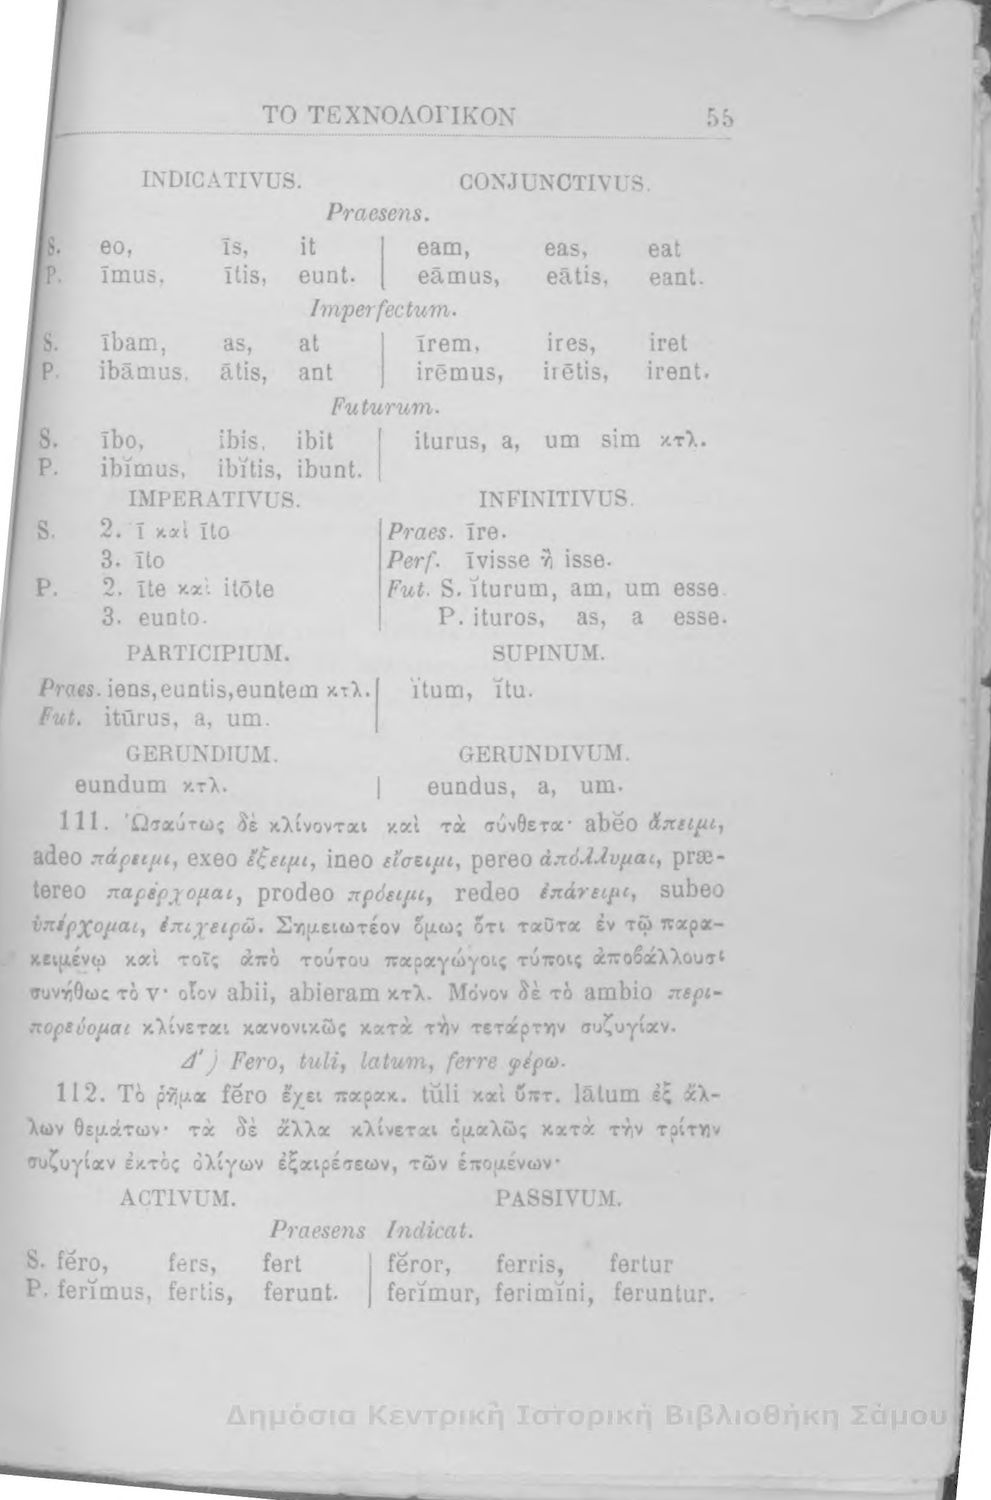 ΤΟ ΤΕΧΝΟΛΟΓΙΚΟΝ 55
INDICATIVUS. CONJUNCTIVUS.
Praesens.
S. eo, īs, it | eam, eas, eat
P. īmus, ītis, eunt. | eāmus, eātis, eant.
Imperfectum.
S. ībam, as, at | īrem, ires, iret
P. ibāmus, ātis, ant | irēmus, irētis, irent.
Futurum.
S. ībo, ibis, ibit | iturus, a, um sim κτλ.
P. ibĭmus, ibĭtis, ibunt. |
IMPERATIVUS. INFINITIVUS.
S. 2. ī καὶ īto | Praes. īre.
3. īto | Perf. īvisse ἢ isse.
P. 2. īte καὶ itōte | Fut. S. ĭturum, am, um esse.
3. eunto. | P. ituros, as, a esse.
PARTICIPIUM. SUPINUM.
Praes. iens, euntis, euntem κτλ. | ĭtum, ĭtu.
Fut. itūrus, a, um. |
GERUNDIUM. GERUNDIVUM.
eundum κτλ. | eundus, a, um.
111. Ὡσαύτως δὲ κλίνονται καὶ τὰ σύνθετα· abĕo ἄπειμι,
adeo πάρειμι, exeo ἔξειμι, ineo εἴσειμι, pereo ἀπόλλυμαι, præ-
tereo παρέρχομαι, prodeo πρόειμι, redeo ἐπάνειμι, subeo
ὑπέρχομαι, ἐπιχειρῶ. Σημειωτέον ὅμως ὅτι ταῦτα ἐν τῷ παρα-
κειμένῳ καὶ τοῖς ἀπὸ τούτου παραγώγοις τύποις ἀποβάλλουσι
συνήθως τὸ v· οἷον abii, abieram κτλ. Μόνον δὲ τὸ ambio περι-
πορεύομαι κλίνεται κανονικῶς κατὰ τὴν τετάρτην συζυγίαν.
Δ') Fero, tuli, latum, ferre φέρω.
112. Τὸ ῥῆμα fĕro ἔχει παρακ. tŭli καὶ ὕπτ. lātum ἐξ ἄλ-
λων θεμάτων· τὰ δὲ ἄλλα κλίνεται ὁμαλῶς κατὰ τὴν τρίτην
συζυγίαν ἐκτὸς ὀλίγων ἐξαιρέσεων, τῶν ἑπομένων·
ACTIVUM. PASSIVUM.
Praesens Indicat.
S. fĕro, fers, fert | fĕror, ferris, fertur
P. ferĭmus, fertis, ferunt. | ferĭmur, ferimĭni, feruntur.
Δημόσια Κεντρική Ιστορική Βιβλιοθήκη Σάμου